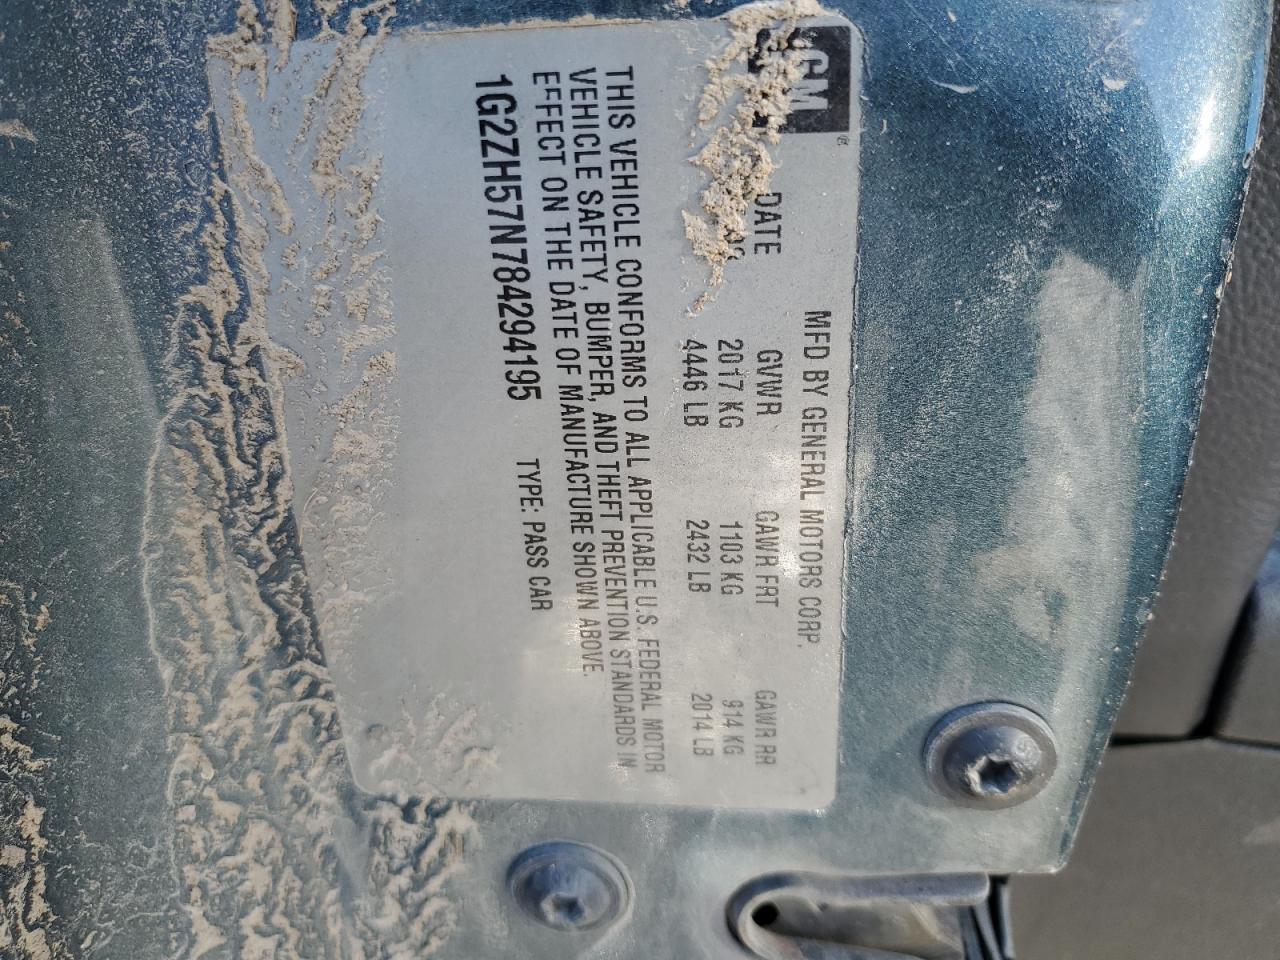 GM
®
MFD BY GENERAL MOTORS CORP.
DATE GVWR GAWR FRT GAWR RR
2017 KG 1103 KG 914 KG
4446 LB 2432 LB 2014 LB
THIS VEHICLE CONFORMS TO ALL APPLICABLE U.S. FEDERAL MOTOR
VEHICLE SAFETY, BUMPER, AND THEFT PREVENTION STANDARDS IN
EFFECT ON THE DATE OF MANUFACTURE SHOWN ABOVE.
1G2ZH57N784294195 TYPE: PASS CAR